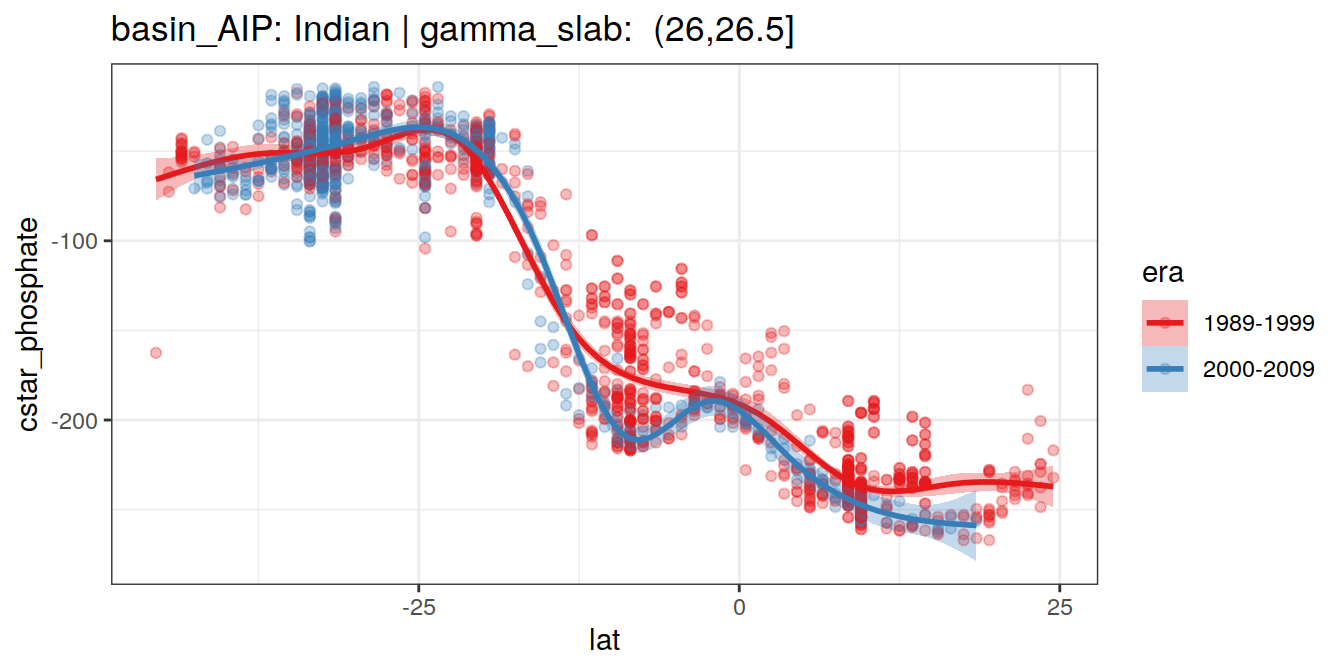 basin_AIP: Indian | gamma_slab:  (26,26.5]
cstar_phosphate
-100
-200
-25
0
25
lat
era
1989-1999
2000-2009